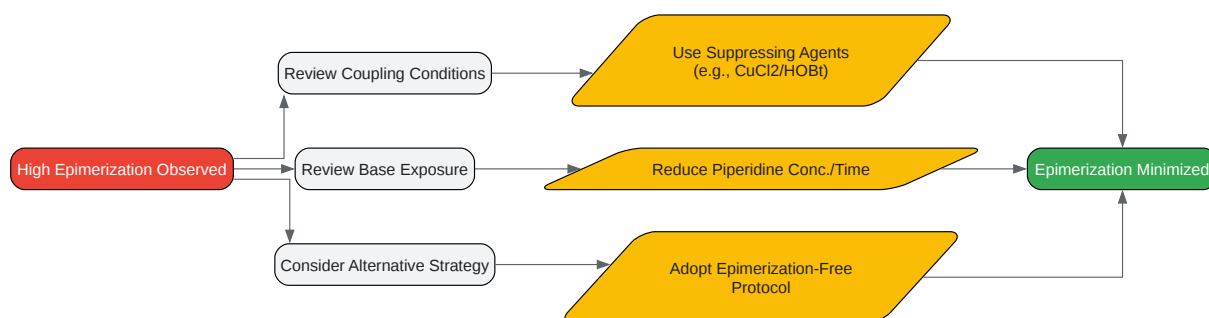 Use Suppressing Agents
(e.g., CuCl2/HOBt)
Review Coupling Conditions
High Epimerization Observed
Review Base Exposure
Reduce Piperidine Conc./Time
Epimerization Minimized
Consider Alternative Strategy
Adopt Epimerization-Free
Protocol